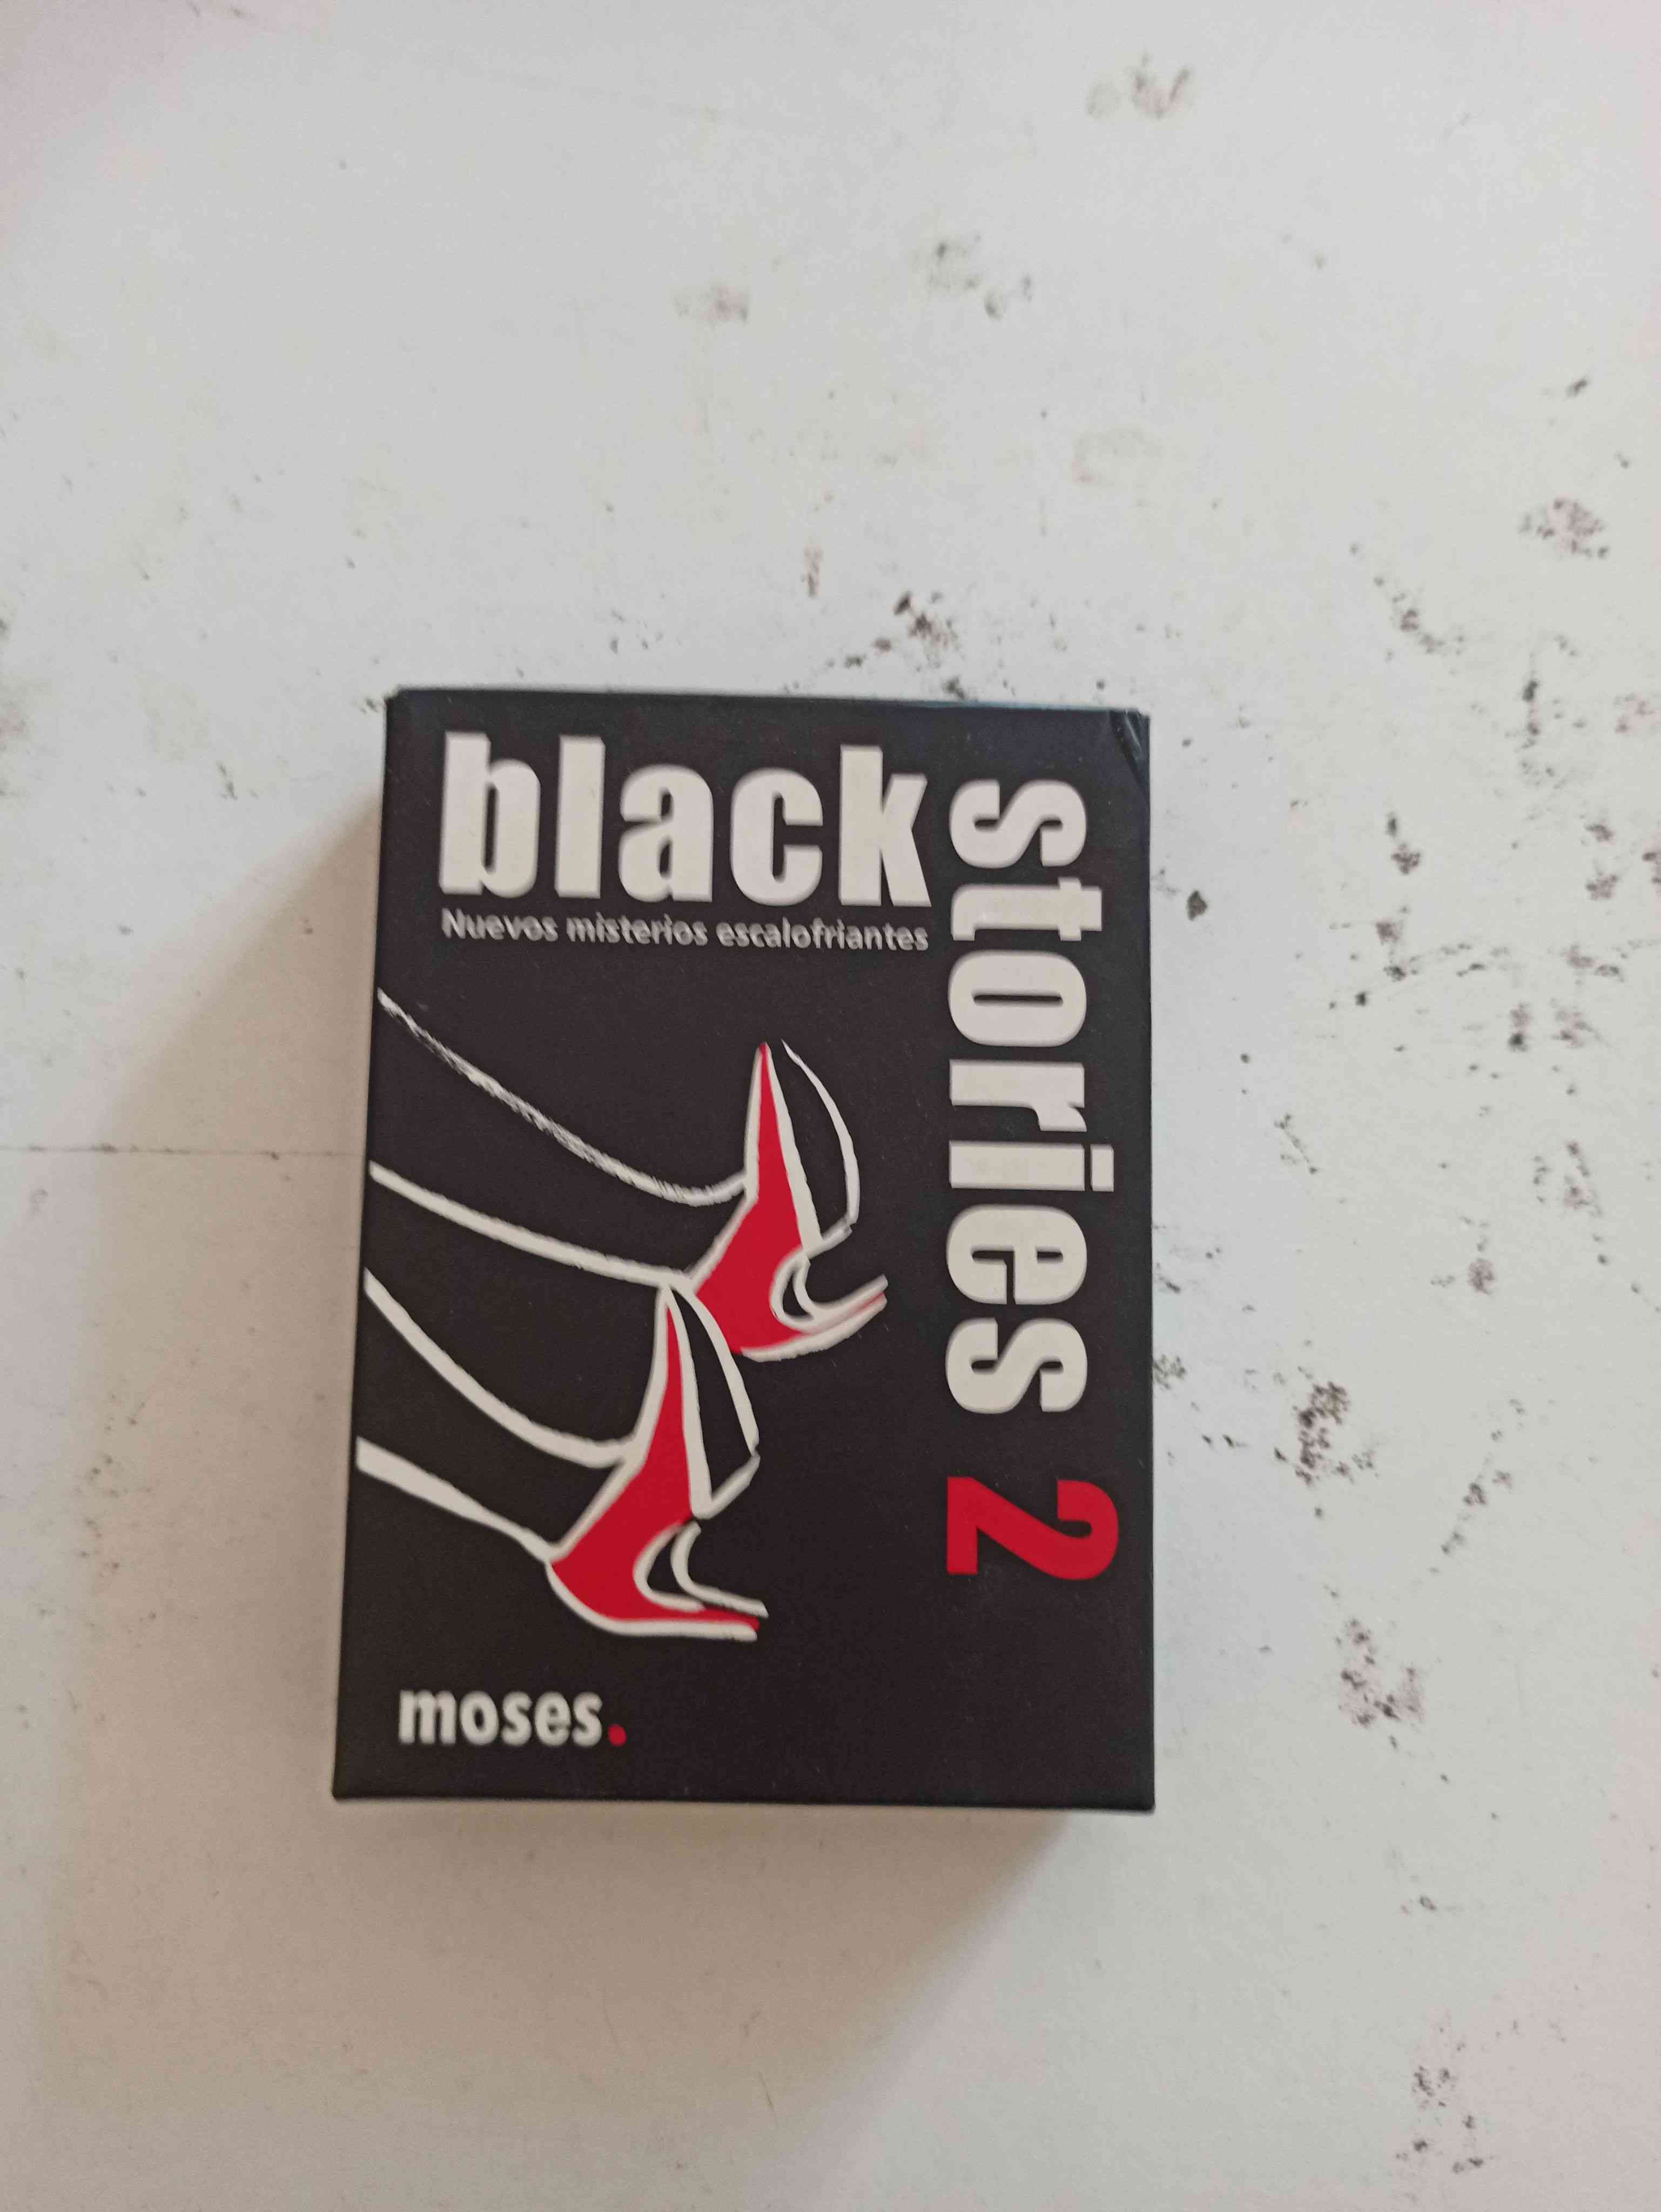 black
stories 2
Nuevos misterios escalofriantes
moses.